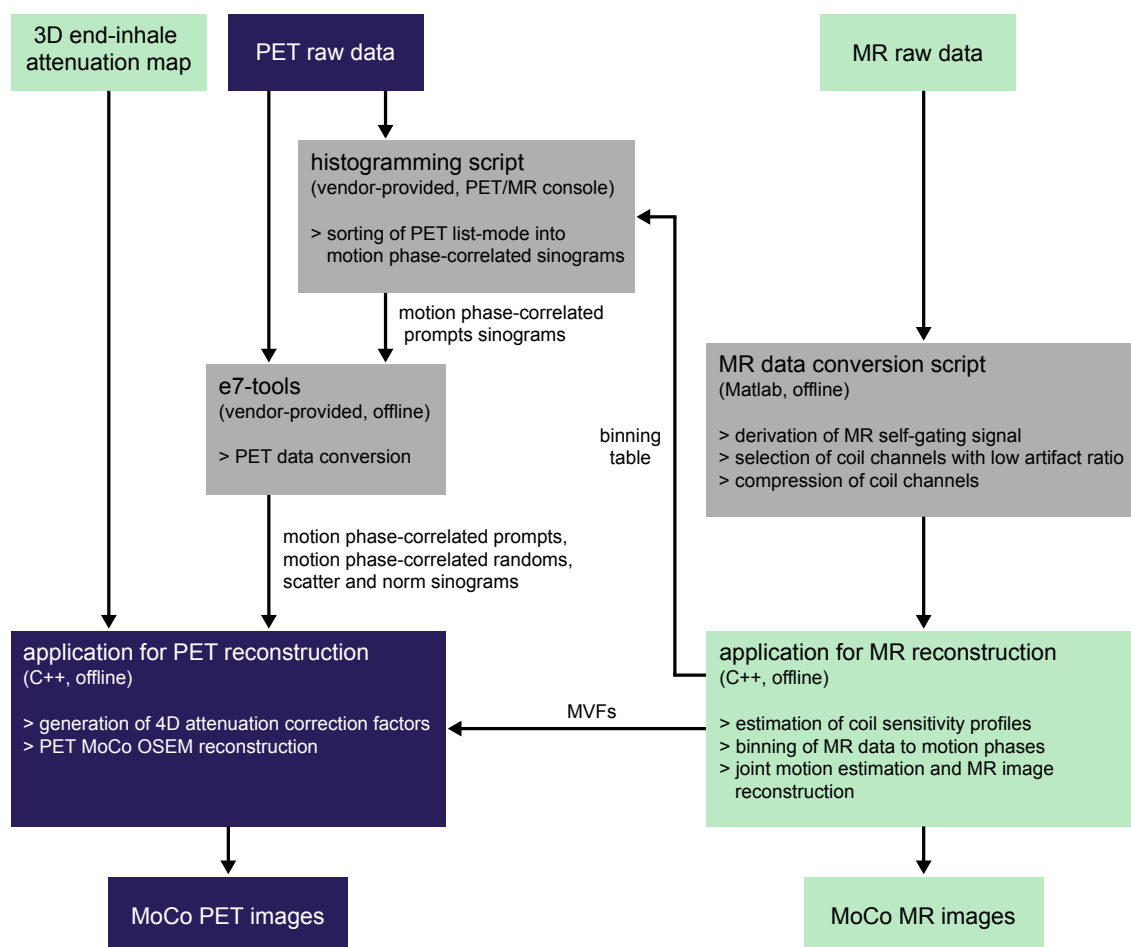 3D end-inhale
attenuation map
PET raw data
MR raw data
histogramming script
(vendor-provided, PET/MR console)
> sorting of PET list-mode into
motion phase-correlated sinograms
motion phase-correlated
prompts sinograms
e7-tools
(vendor-provided, offline)
> PET data conversion
binning
table
MR data conversion script
(Matlab, offline)
> derivation of MR self-gating signal
> selection of coil channels with low artifact ratio
> compression of coil channels
motion phase-correlated prompts,
motion phase-correlated randoms,
scatter and norm sinograms
application for PET reconstruction
(C++, offline)
> generation of 4D attenuation correction factors
> PET MoCo OSEM reconstruction
MVFs
application for MR reconstruction
(C++, offline)
> estimation of coil sensitivity profiles
> binning of MR data to motion phases
> joint motion estimation and MR image
reconstruction
MoCo PET images
MoCo MR images